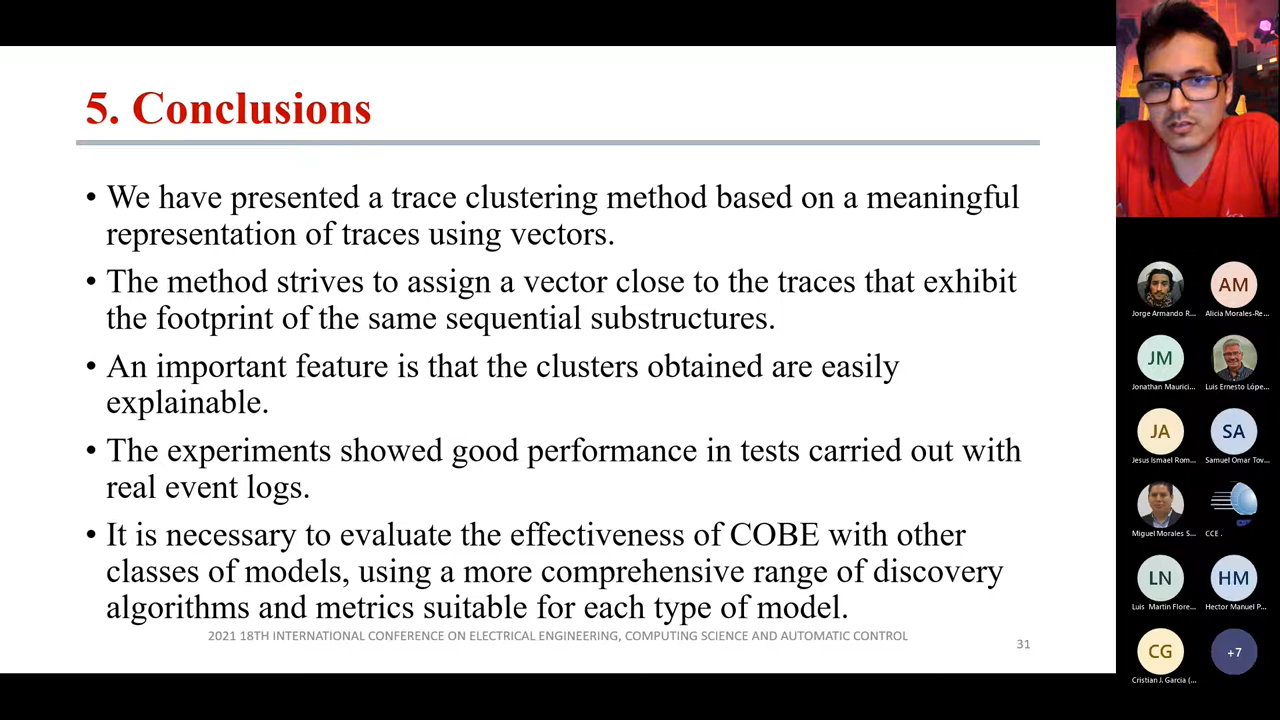 5. Conclusions
• We have presented a trace clustering method based on a meaningful
representation of traces using vectors.
• The method strives to assign a vector close to the traces that exhibit
the footprint of the same sequential substructures.
• An important feature is that the clusters obtained are easily
explainable.
• The experiments showed good performance in tests carried out with
real event logs.
• It is necessary to evaluate the effectiveness of COBE with other
classes of models, using a more comprehensive range of discovery
algorithms and metrics suitable for each type of model.
2021 18TH INTERNATIONAL CONFERENCE ON ELECTRICAL ENGINEERING, COMPUTING SCIENCE AND AUTOMATIC CONTROL
31
AM
Jorge Armando R...
Alicia Morales-Re...
JM
Jonathan Maurici...
Luis Ernesto Lópe...
JA
SA
Jesus Ismael Rom...
Samuel Omar Tov...
Miguel Morales S...
CCE .
LN
HM
Luis Martin Flore...
Hector Manuel P...
CG
+7
Cristian J. Garcia (...